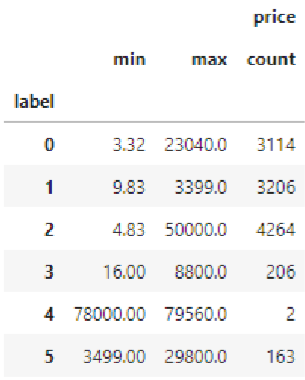 price
min max count
label
0 3.32 23040.0 3114
1 9.83 3399.0 3206
2 4.83 50000.0 4264
3 16.00 8800.0 206
4 78000.00 79560.0 2
5 3499.00 29800.0 163